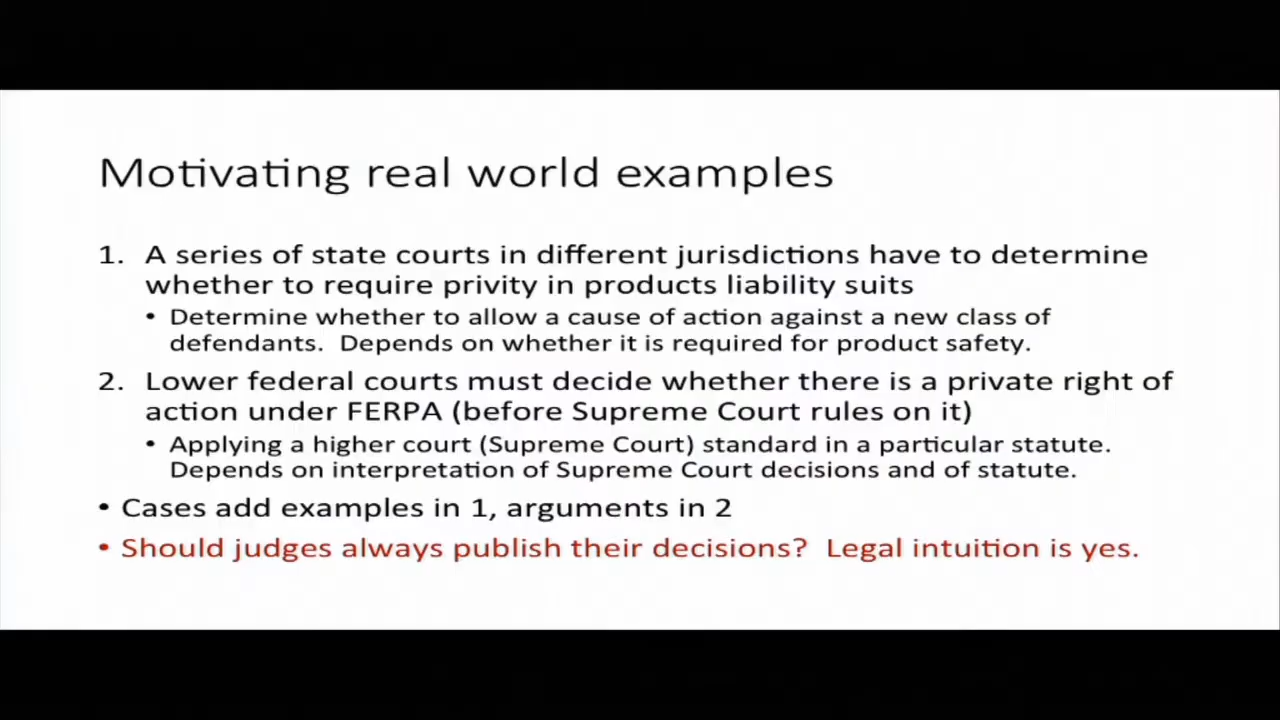 Motivating real world examples
1. A series of state courts in different jurisdictions have to determine
whether to require privity in products liability suits
• Determine whether to allow a cause of action against a new class of
defendants. Depends on whether it is required for product safety.
2. Lower federal courts must decide whether there is a private right of
action under FERPA (before Supreme Court rules on it)
• Applying a higher court (Supreme Court) standard in a particular statute.
Depends on interpretation of Supreme Court decisions and of statute.
• Cases add examples in 1, arguments in 2
• Should judges always publish their decisions? Legal intuition is yes.